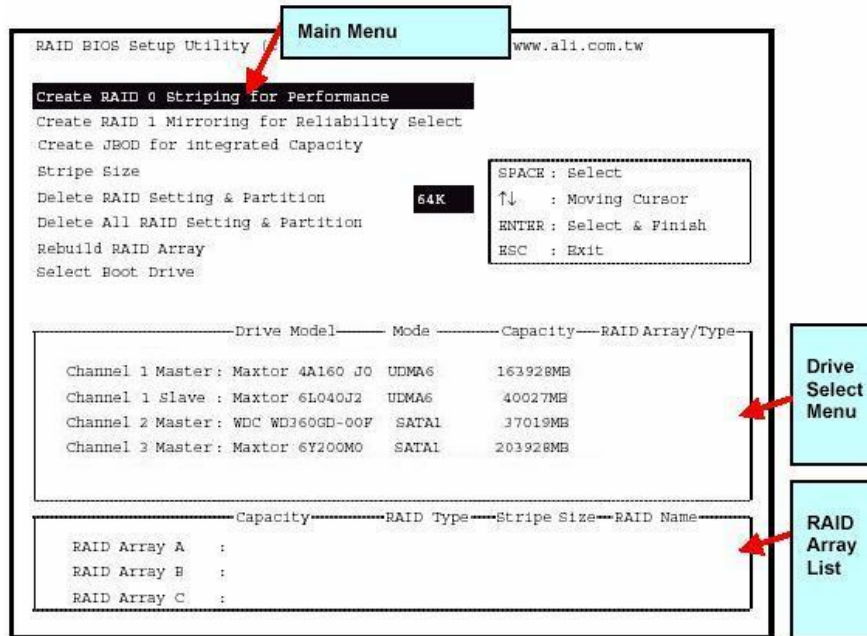 Main Menu
RAID BIOS Setup Utility (
www.ali.com.tw
Create RAID 0 Striping for Performance
Create RAID 1 Mirroring for Reliability Select
Create JBOD for integrated Capacity
Stripe Size
Delete RAID Setting & Partition 64K
Delete All RAID Setting & Partition
Rebuild RAID Array
Select Boot Drive
SPACE : Select
↑↓ : Moving Cursor
ENTER : Select & Finish
ESC : Exit
Drive Model Mode Capacity RAID Array/Type
Channel 1 Master : Maxtor 4A160 J0 UDMA6 163928MB
Channel 1 Slave : Maxtor 6L040J2 UDMA6 40027MB
Channel 2 Master : WDC WD360GD-00F SATA1 37019MB
Channel 3 Master : Maxtor 6Y200M0 SATA1 203928MB
Drive
Select
Menu
Capacity RAID Type Stripe Size RAID Name
RAID Array A :
RAID Array B :
RAID Array C :
RAID
Array
List